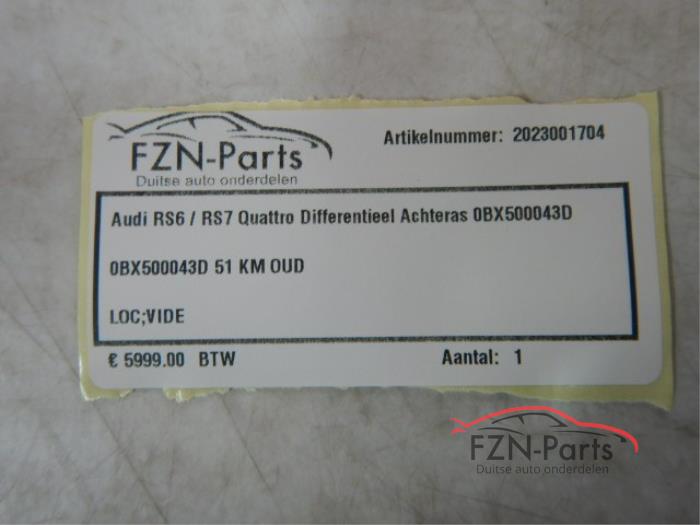 FZN-Parts
Duitse auto onderdelen
Artikelnummer: 2023001704
Audi RS6 / RS7 Quattro Differentieel Achteras 0BX500043D
0BX500043D 51 KM OUD
LOC;VIDE
€ 5999.00 BTW
Aantal: 1
FZN-Parts
Duitse auto onderdelen